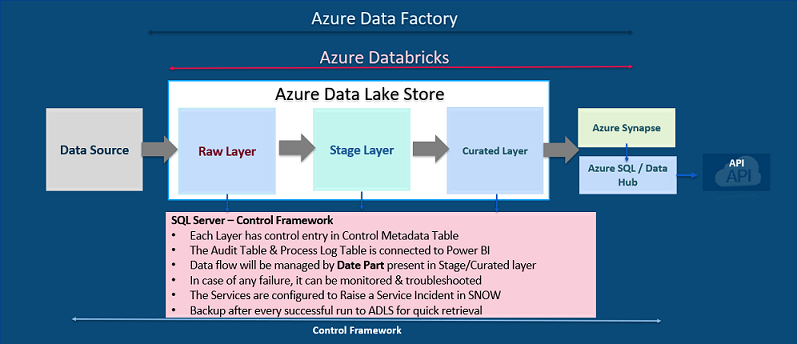 Azure Data Factory
Azure Databricks
Azure Data Lake Store
Data Source
Raw Layer
Stage Layer
Curated Layer
Azure Synapse
Azure SQL / Data
Hub
API
API
SQL Server – Control Framework
• Each Layer has control entry in Control Metadata Table
• The Audit Table & Process Log Table is connected to Power BI
• Data flow will be managed by Date Part present in Stage/Curated layer
• In case of any failure, it can be monitored & troubleshooted
• The Services are configured to Raise a Service Incident in SNOW
• Backup after every successful run to ADLS for quick retrieval
Control Framework